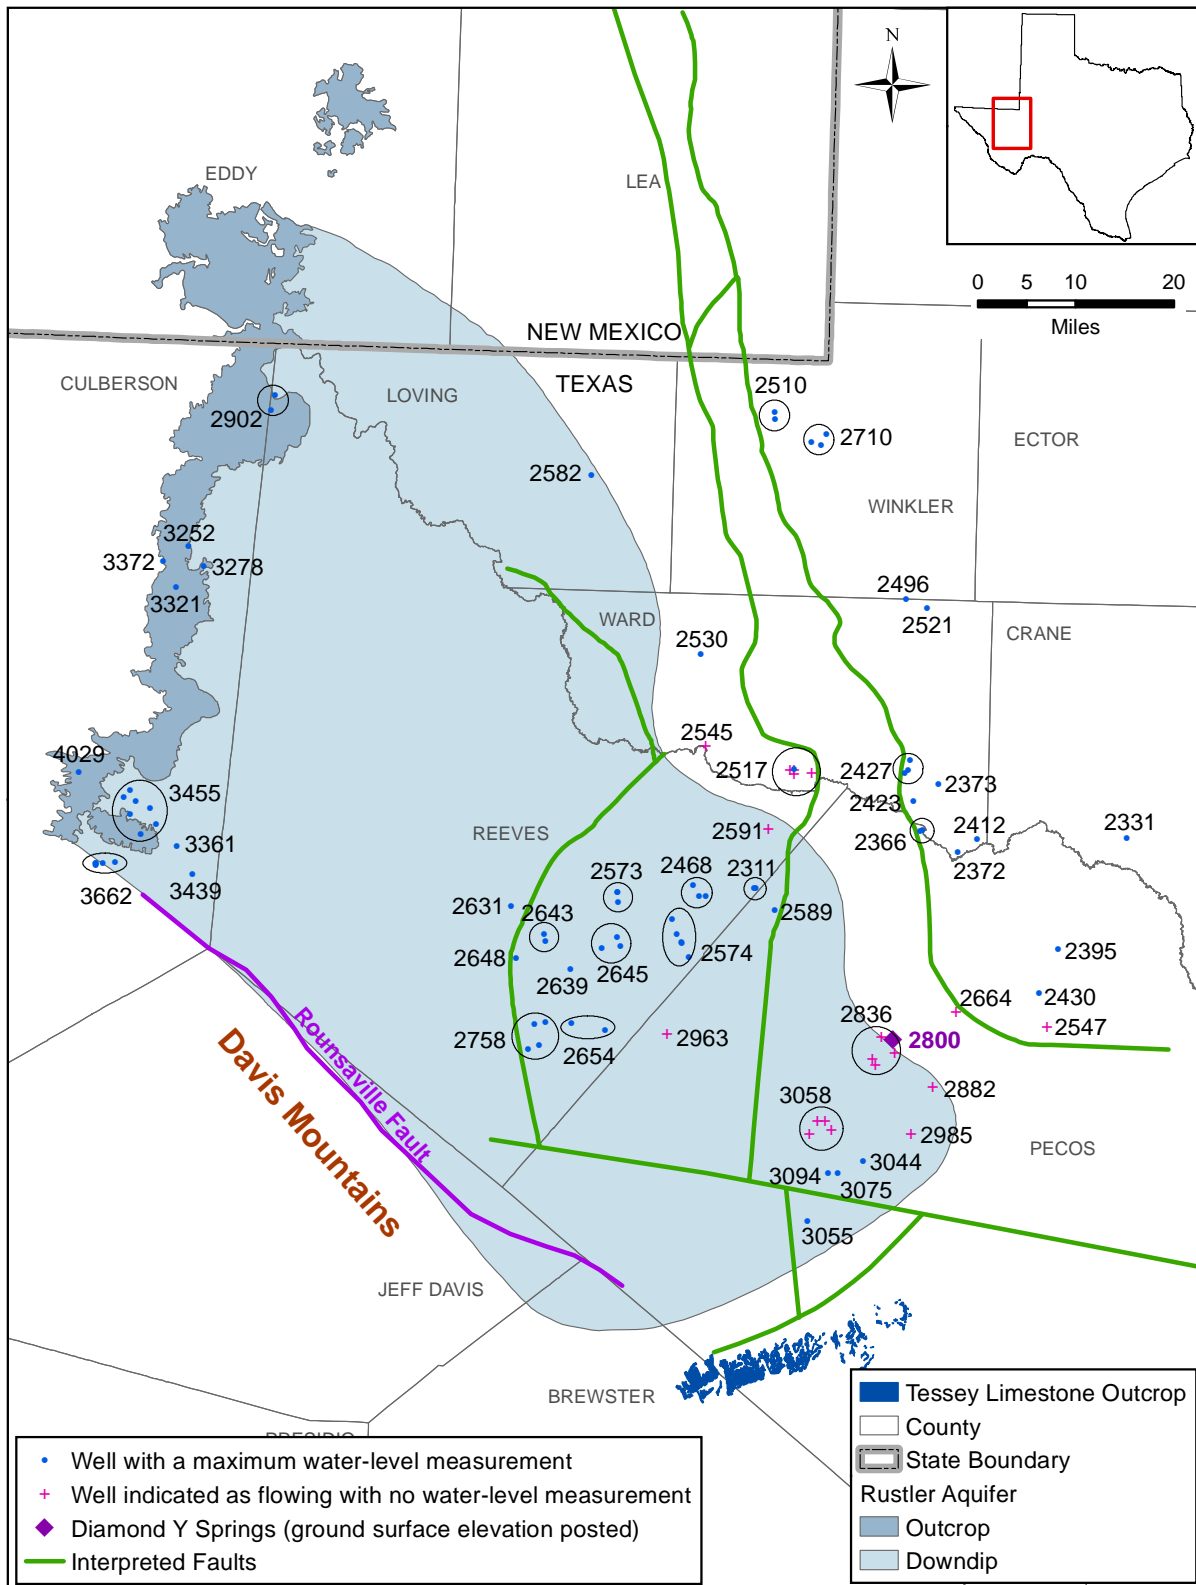 N
EDDY
LEA
0 5 10 20
Miles
NEW MEXICO
TEXAS
CULBERSON
LOVING
2902
2510
2710
ECTOR
2582
WINKLER
3252
3372
3278
3321
2496
2521
WARD
CRANE
2530
2545
4029
2517
2427
2373
3455
2423
REEVES
2591
2366
2412
2331
3361
2372
3662
3439
2573
2468
2311
2631
2643
2589
2648
2645
2574
2395
2639
2430
2664
2547
2836
2800
2758
2654
2963
Rounsaville Fault
Davis Mountains
2882
3058
2985
PECOS
3044
3094
3075
3055
JEFF DAVIS
BREWSTER
PRESIDIO
Well with a maximum water-level measurement
Well indicated as flowing with no water-level measurement
Diamond Y Springs (ground surface elevation posted)
Interpreted Faults
Tessey Limestone Outcrop
County
State Boundary
Rustler Aquifer
Outcrop
Downdip